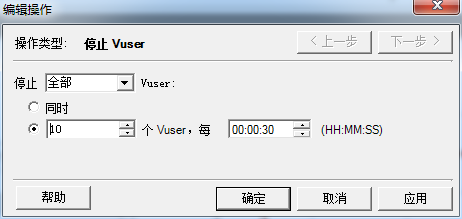 编辑操作
操作类型: 停止 Vuser < 上一步 下一步 >
停止 全部 Vuser:
同时
10 个 Vuser，每 00:00:30 (HH:MM:SS)
帮助 确定 取消 应用